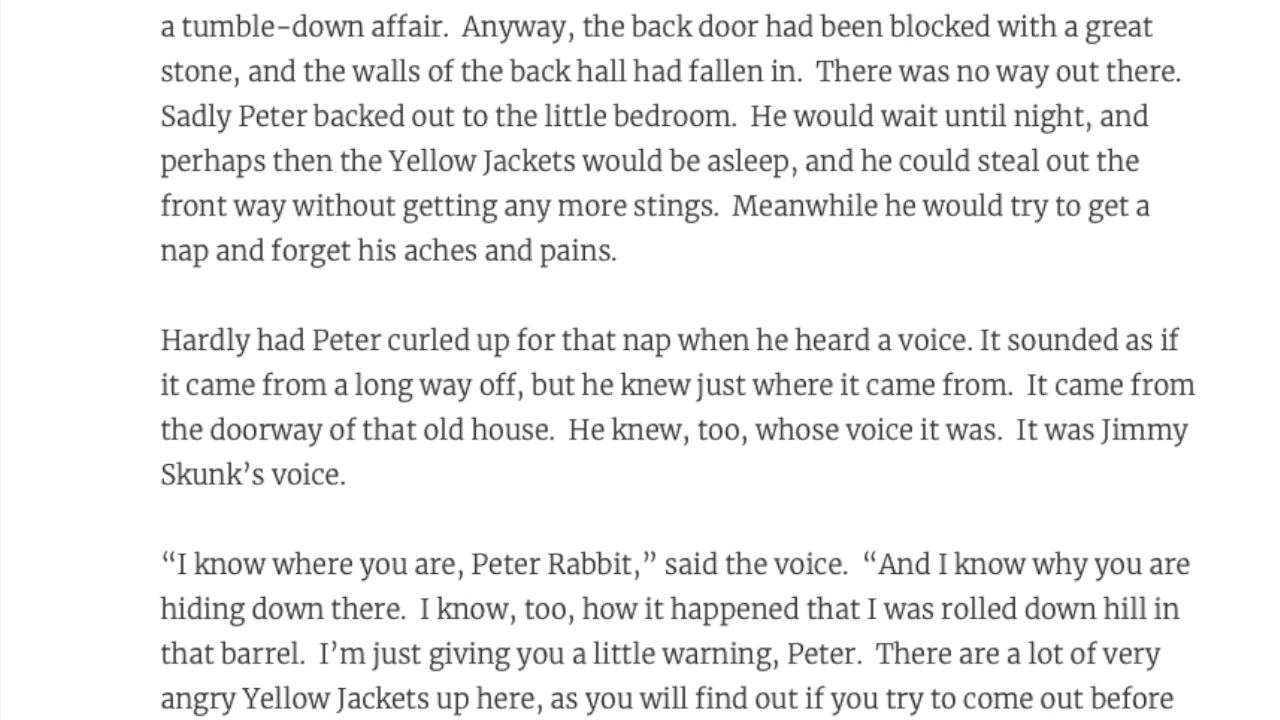 a tumble-down affair.  Anyway, the back door had been blocked with a great
stone, and the walls of the back hall had fallen in.  There was no way out there.
Sadly Peter backed out to the little bedroom.  He would wait until night, and
perhaps then the Yellow Jackets would be asleep, and he could steal out the
front way without getting any more stings.  Meanwhile he would try to get a
nap and forget his aches and pains.
Hardly had Peter curled up for that nap when he heard a voice. It sounded as if
it came from a long way off, but he knew just where it came from.  It came from
the doorway of that old house.  He knew, too, whose voice it was.  It was Jimmy
Skunk’s voice.
“I know where you are, Peter Rabbit,” said the voice.  “And I know why you are
hiding down there.  I know, too, how it happened that I was rolled down hill in
that barrel.  I’m just giving you a little warning, Peter.  There are a lot of very
angry Yellow Jackets up here, as you will find out if you try to come out before